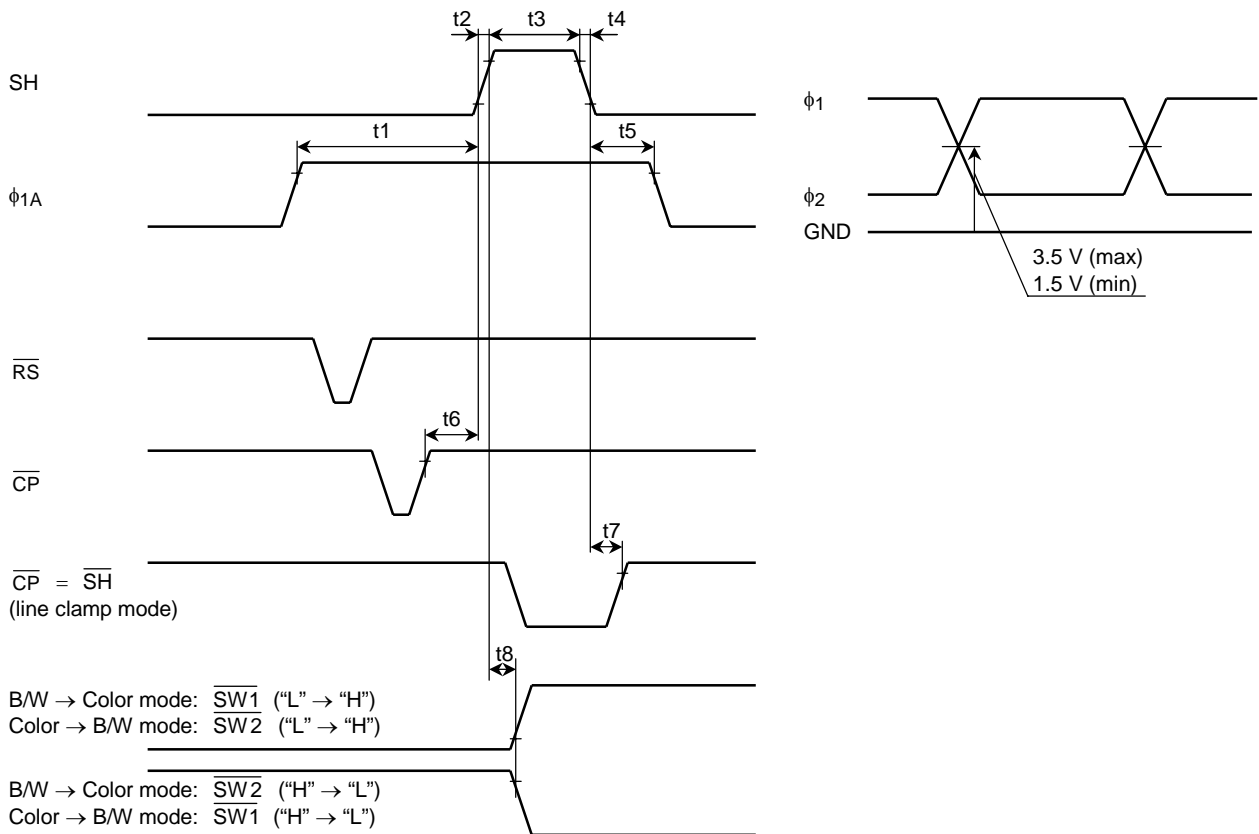 t2 t3 t4
SH
t1 t5
ϕ1A
RS
t6
CP
t7
CP = SH
(line clamp mode)
t8
B/W → Color mode: SW1 (“L” → “H”)
Color → B/W mode: SW2 (“L” → “H”)
B/W → Color mode: SW2 (“H” → “L”)
Color → B/W mode: SW1 (“H” → “L”)
ϕ1
ϕ2
GND
3.5 V (max)
1.5 V (min)